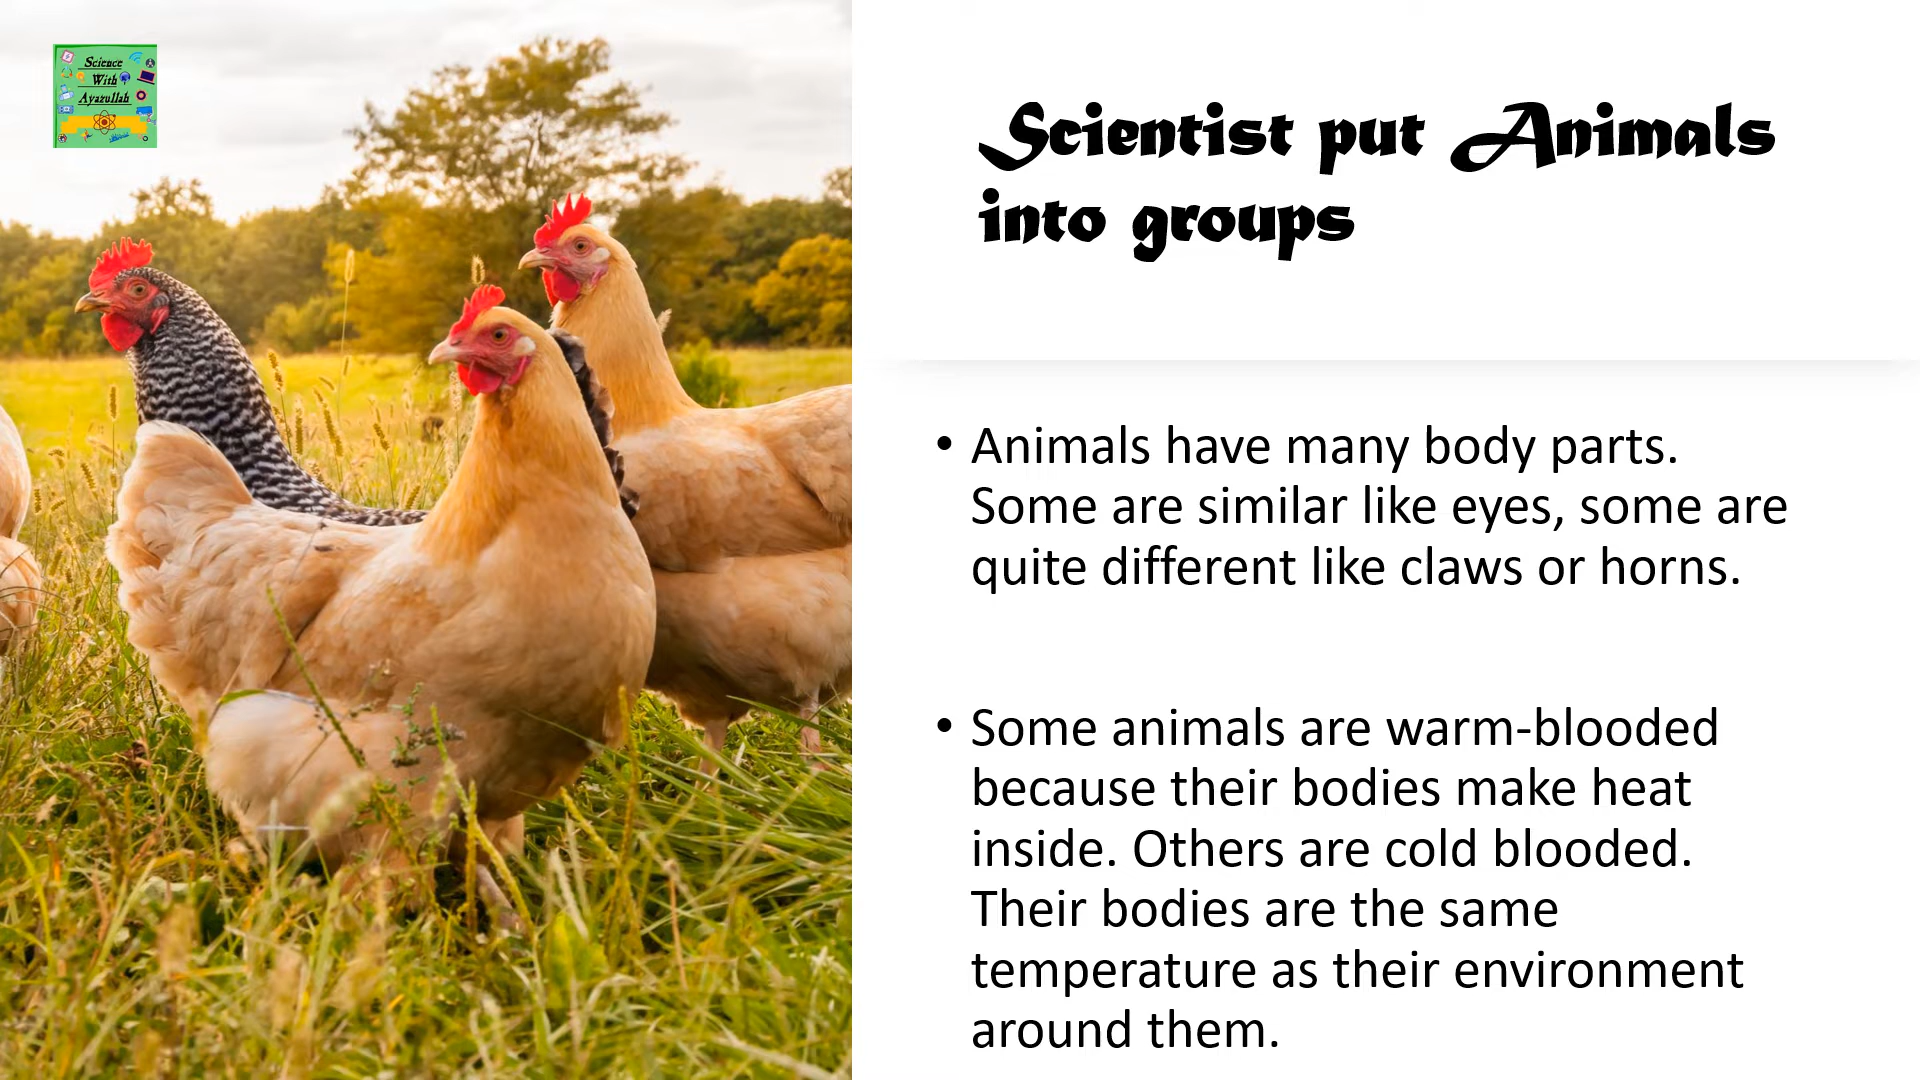 Science
With
Ayazullah
Scientist put Animals
into groups
• Animals have many body parts.
Some are similar like eyes, some are
quite different like claws or horns.
• Some animals are warm-blooded
because their bodies make heat
inside. Others are cold blooded.
Their bodies are the same
temperature as their environment
around them.